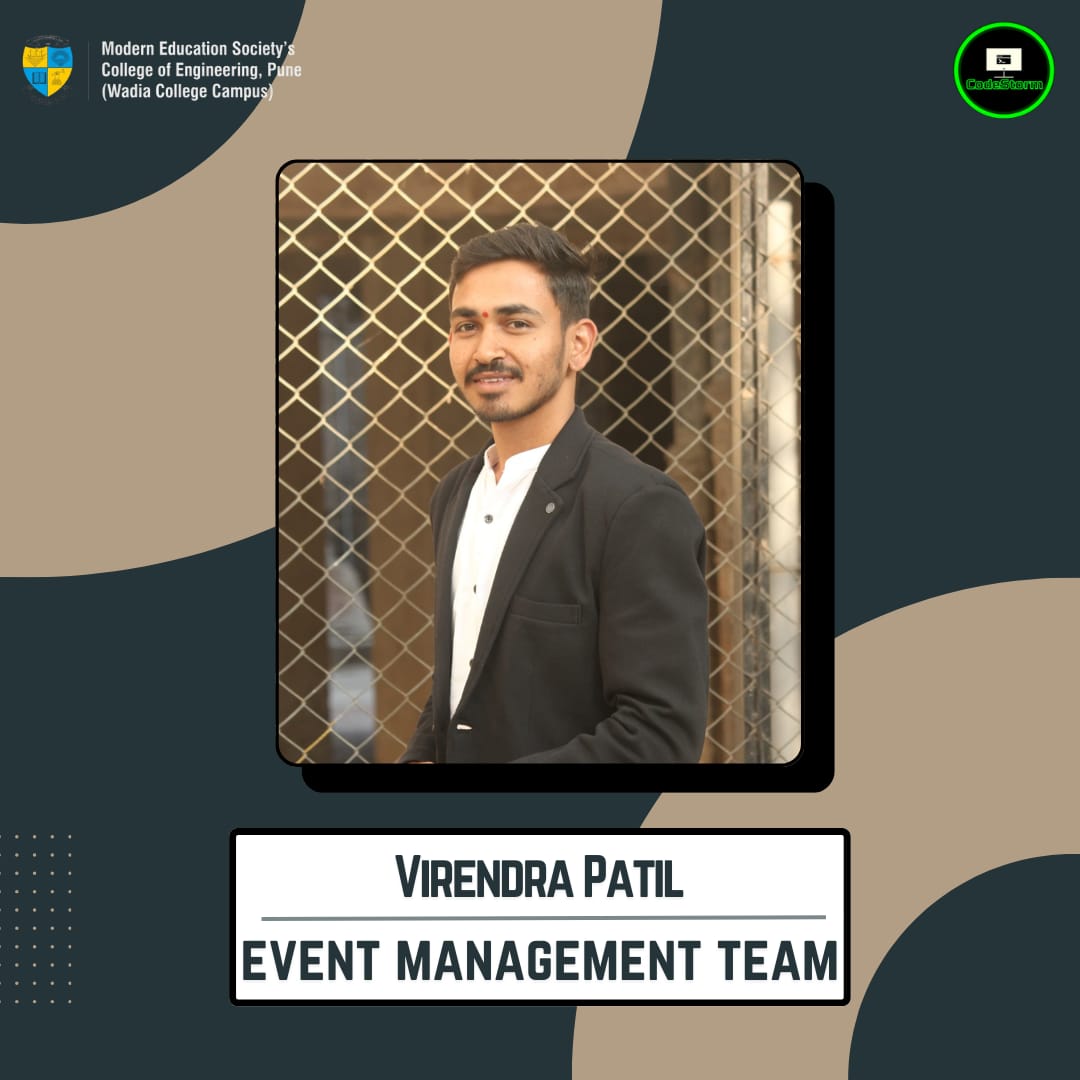 Modern Education Society's
College of Engineering, Pune
(Wadia College Campus)
CodeStorm
VIRENDRA PATIL
EVENT MANAGEMENT TEAM